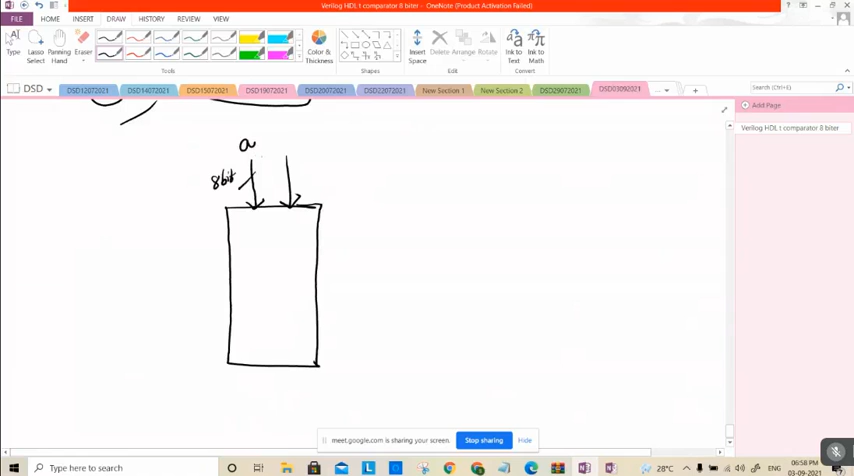 Verilog HDL t comparator 8 biter - OneNote (Product Activation Failed)
FILE HOME INSERT DRAW HISTORY REVIEW VIEW
Type Lasso Select Panning Hand Eraser Color & Thickness Insert Space Delete Arrange Rotate Ink to Text Ink to Math
Tools Shapes Edit Convert
DSD DSD12072021 DSD14072021 DSD15072021 DSD19072021 DSD20072021 DSD22072021 New Section 1 New Section 2 DSD29072021 DSD03092021 ... + Search (Ctrl+E)
+ Add Page
Verilog HDL t comparator 8 biter
a
8bit
meet.google.com is sharing your screen. Stop sharing Hide
Type here to search
28°C ENG 06:58 PM
03-09-2021